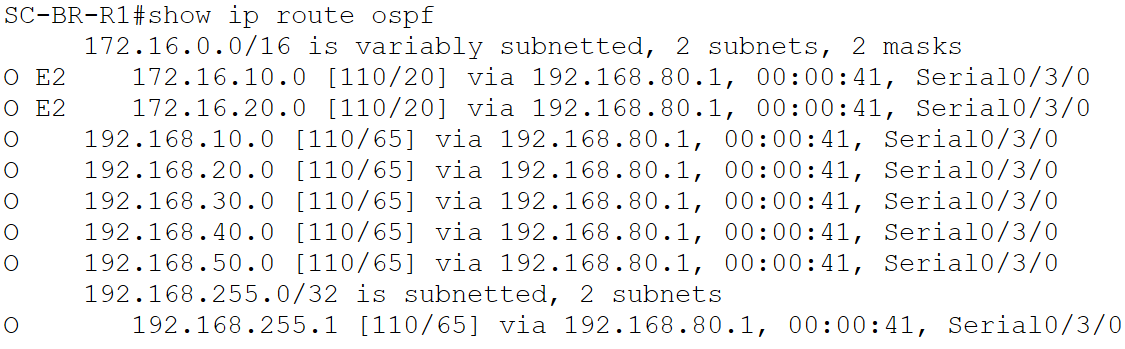 SC-BR-R1#show ip route ospf
     172.16.0.0/16 is variably subnetted, 2 subnets, 2 masks
O E2    172.16.10.0 [110/20] via 192.168.80.1, 00:00:41, Serial0/3/0
O E2    172.16.20.0 [110/20] via 192.168.80.1, 00:00:41, Serial0/3/0
O    192.168.10.0 [110/65] via 192.168.80.1, 00:00:41, Serial0/3/0
O    192.168.20.0 [110/65] via 192.168.80.1, 00:00:41, Serial0/3/0
O    192.168.30.0 [110/65] via 192.168.80.1, 00:00:41, Serial0/3/0
O    192.168.40.0 [110/65] via 192.168.80.1, 00:00:41, Serial0/3/0
O    192.168.50.0 [110/65] via 192.168.80.1, 00:00:41, Serial0/3/0
     192.168.255.0/32 is subnetted, 2 subnets
O       192.168.255.1 [110/65] via 192.168.80.1, 00:00:41, Serial0/3/0